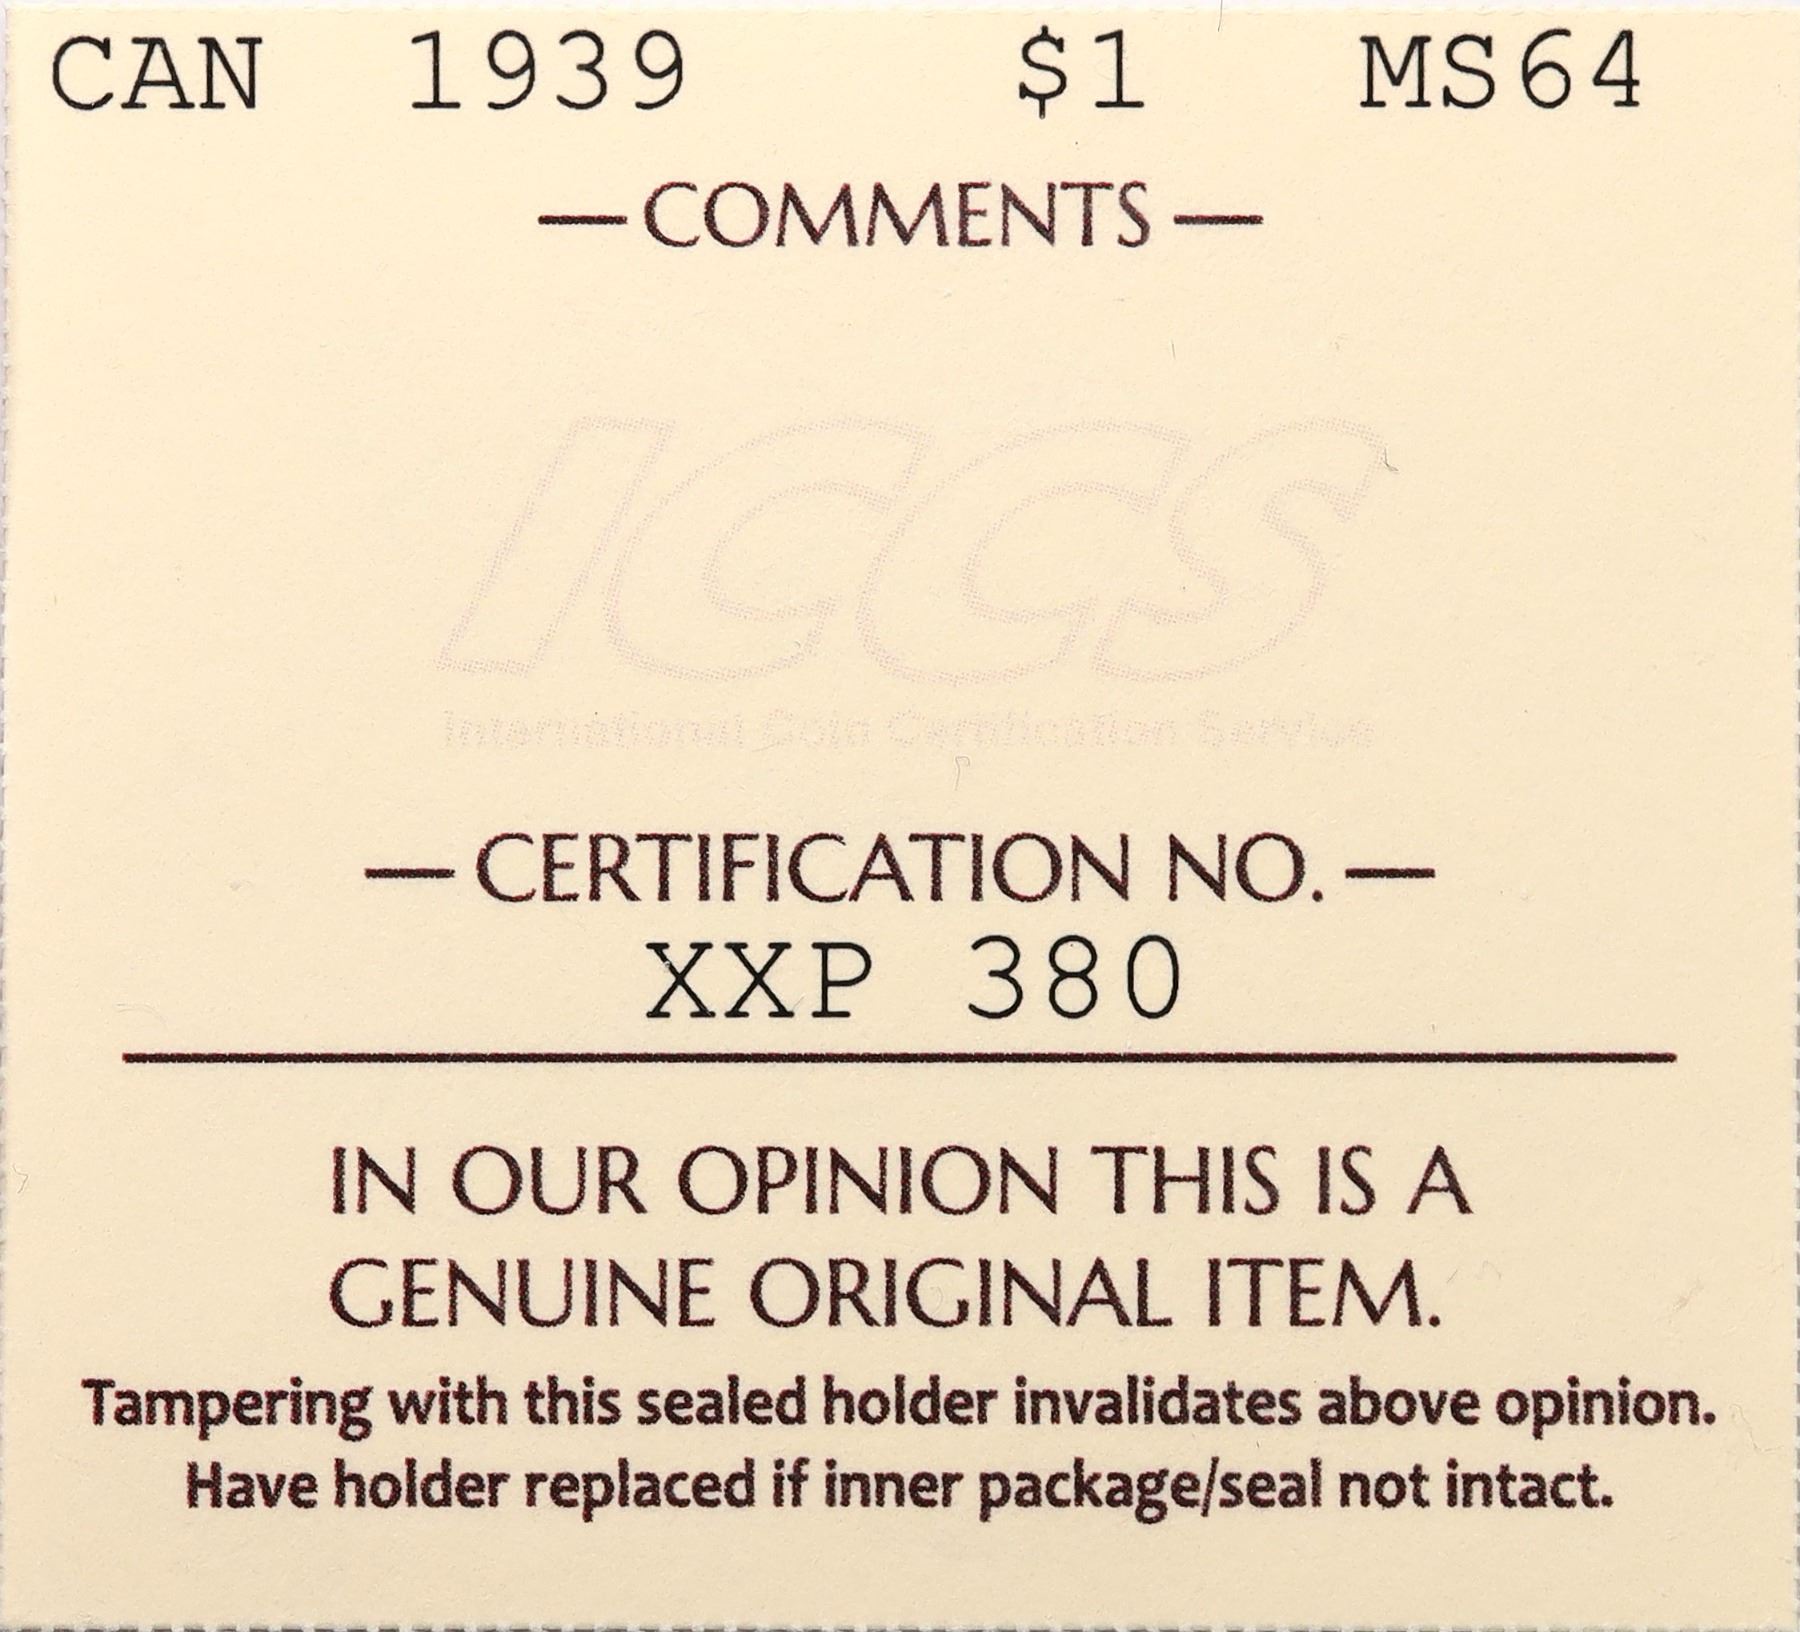 CAN 1939 $1 MS64
—COMMENTS—
ICCS
International Coin Certification Service
—CERTIFICATION NO.—
XXP 380
IN OUR OPINION THIS IS A
GENUINE ORIGINAL ITEM.
Tampering with this sealed holder invalidates above opinion.
Have holder replaced if inner package/seal not intact.